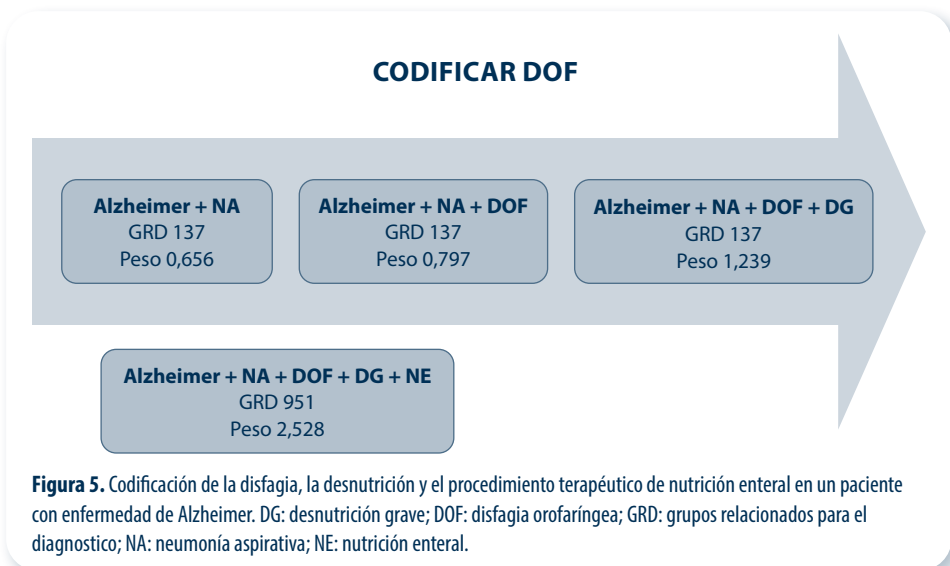 CODIFICAR DOF
Alzheimer + NA
GRD 137
Peso 0,656
Alzheimer + NA + DOF
GRD 137
Peso 0,797
Alzheimer + NA + DOF + DG
GRD 137
Peso 1,239
Alzheimer + NA + DOF + DG + NE
GRD 951
Peso 2,528
Figura 5. Codificación de la disfagia, la desnutrición y el procedimiento terapéutico de nutrición enteral en un paciente
con enfermedad de Alzheimer. DG: desnutrición grave; DOF: disfagia orofaríngea; GRD: grupos relacionados para el
diagnostico; NA: neumonía aspirativa; NE: nutrición enteral.